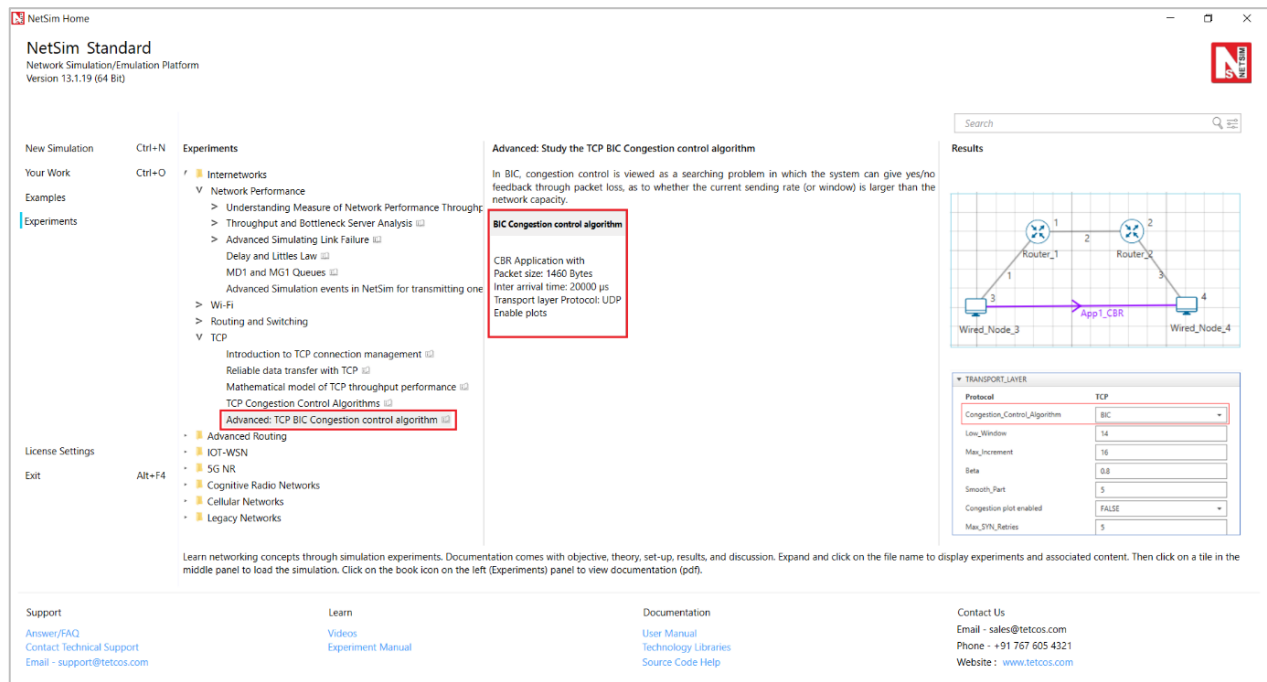 NetSim Home
NetSim Standard
Network Simulation/Emulation Platform
Version 13.1.19 (64 Bit)
NETSIM
Search
New Simulation Ctrl+N
Your Work Ctrl+O
Examples
Experiments
License Settings
Exit Alt+F4
Experiments
Internetworks
Network Performance
Understanding Measure of Network Performance Throughp
Throughput and Bottleneck Server Analysis
Advanced Simulating Link Failure
Delay and Littles Law
MD1 and MG1 Queues
Advanced Simulation events in NetSim for transmitting one
Wi-Fi
Routing and Switching
TCP
Introduction to TCP connection management
Reliable data transfer with TCP
Mathematical model of TCP throughput performance
TCP Congestion Control Algorithms
Advanced: TCP BIC Congestion control algorithm
Advanced Routing
IOT-WSN
5G NR
Cognitive Radio Networks
Cellular Networks
Legacy Networks
Advanced: Study the TCP BIC Congestion control algorithm
In BIC, congestion control is viewed as a searching problem in which the system can give yes/no
feedback through packet loss, as to whether the current sending rate (or window) is larger than the
network capacity.
BIC Congestion control algorithm
CBR Application with
Packet size: 1460 Bytes
Inter arrival time: 20000 µs
Transport layer Protocol: UDP
Enable plots
Results
1 2
2
Router_1 Router_2
1 3
3 4
App1_CBR
Wired_Node_3 Wired_Node_4
TRANSPORT_LAYER
Protocol TCP
Congestion_Control_Algorithm BIC
Low_Window 14
Max_Increment 16
Beta 0.8
Smooth_Part 5
Congestion plot enabled FALSE
Max_SYN_Retries 5
Learn networking concepts through simulation experiments. Documentation comes with objective, theory, set-up, results, and discussion. Expand and click on the file name to display experiments and associated content. Then click on a tile in the
middle panel to load the simulation. Click on the book icon on the left (Experiments) panel to view documentation (pdf).
Support
Answer/FAQ
Contact Technical Support
Email - support@tetcos.com
Learn
Videos
Experiment Manual
Documentation
User Manual
Technology Libraries
Source Code Help
Contact Us
Email - sales@tetcos.com
Phone - +91 767 605 4321
Website : www.tetcos.com